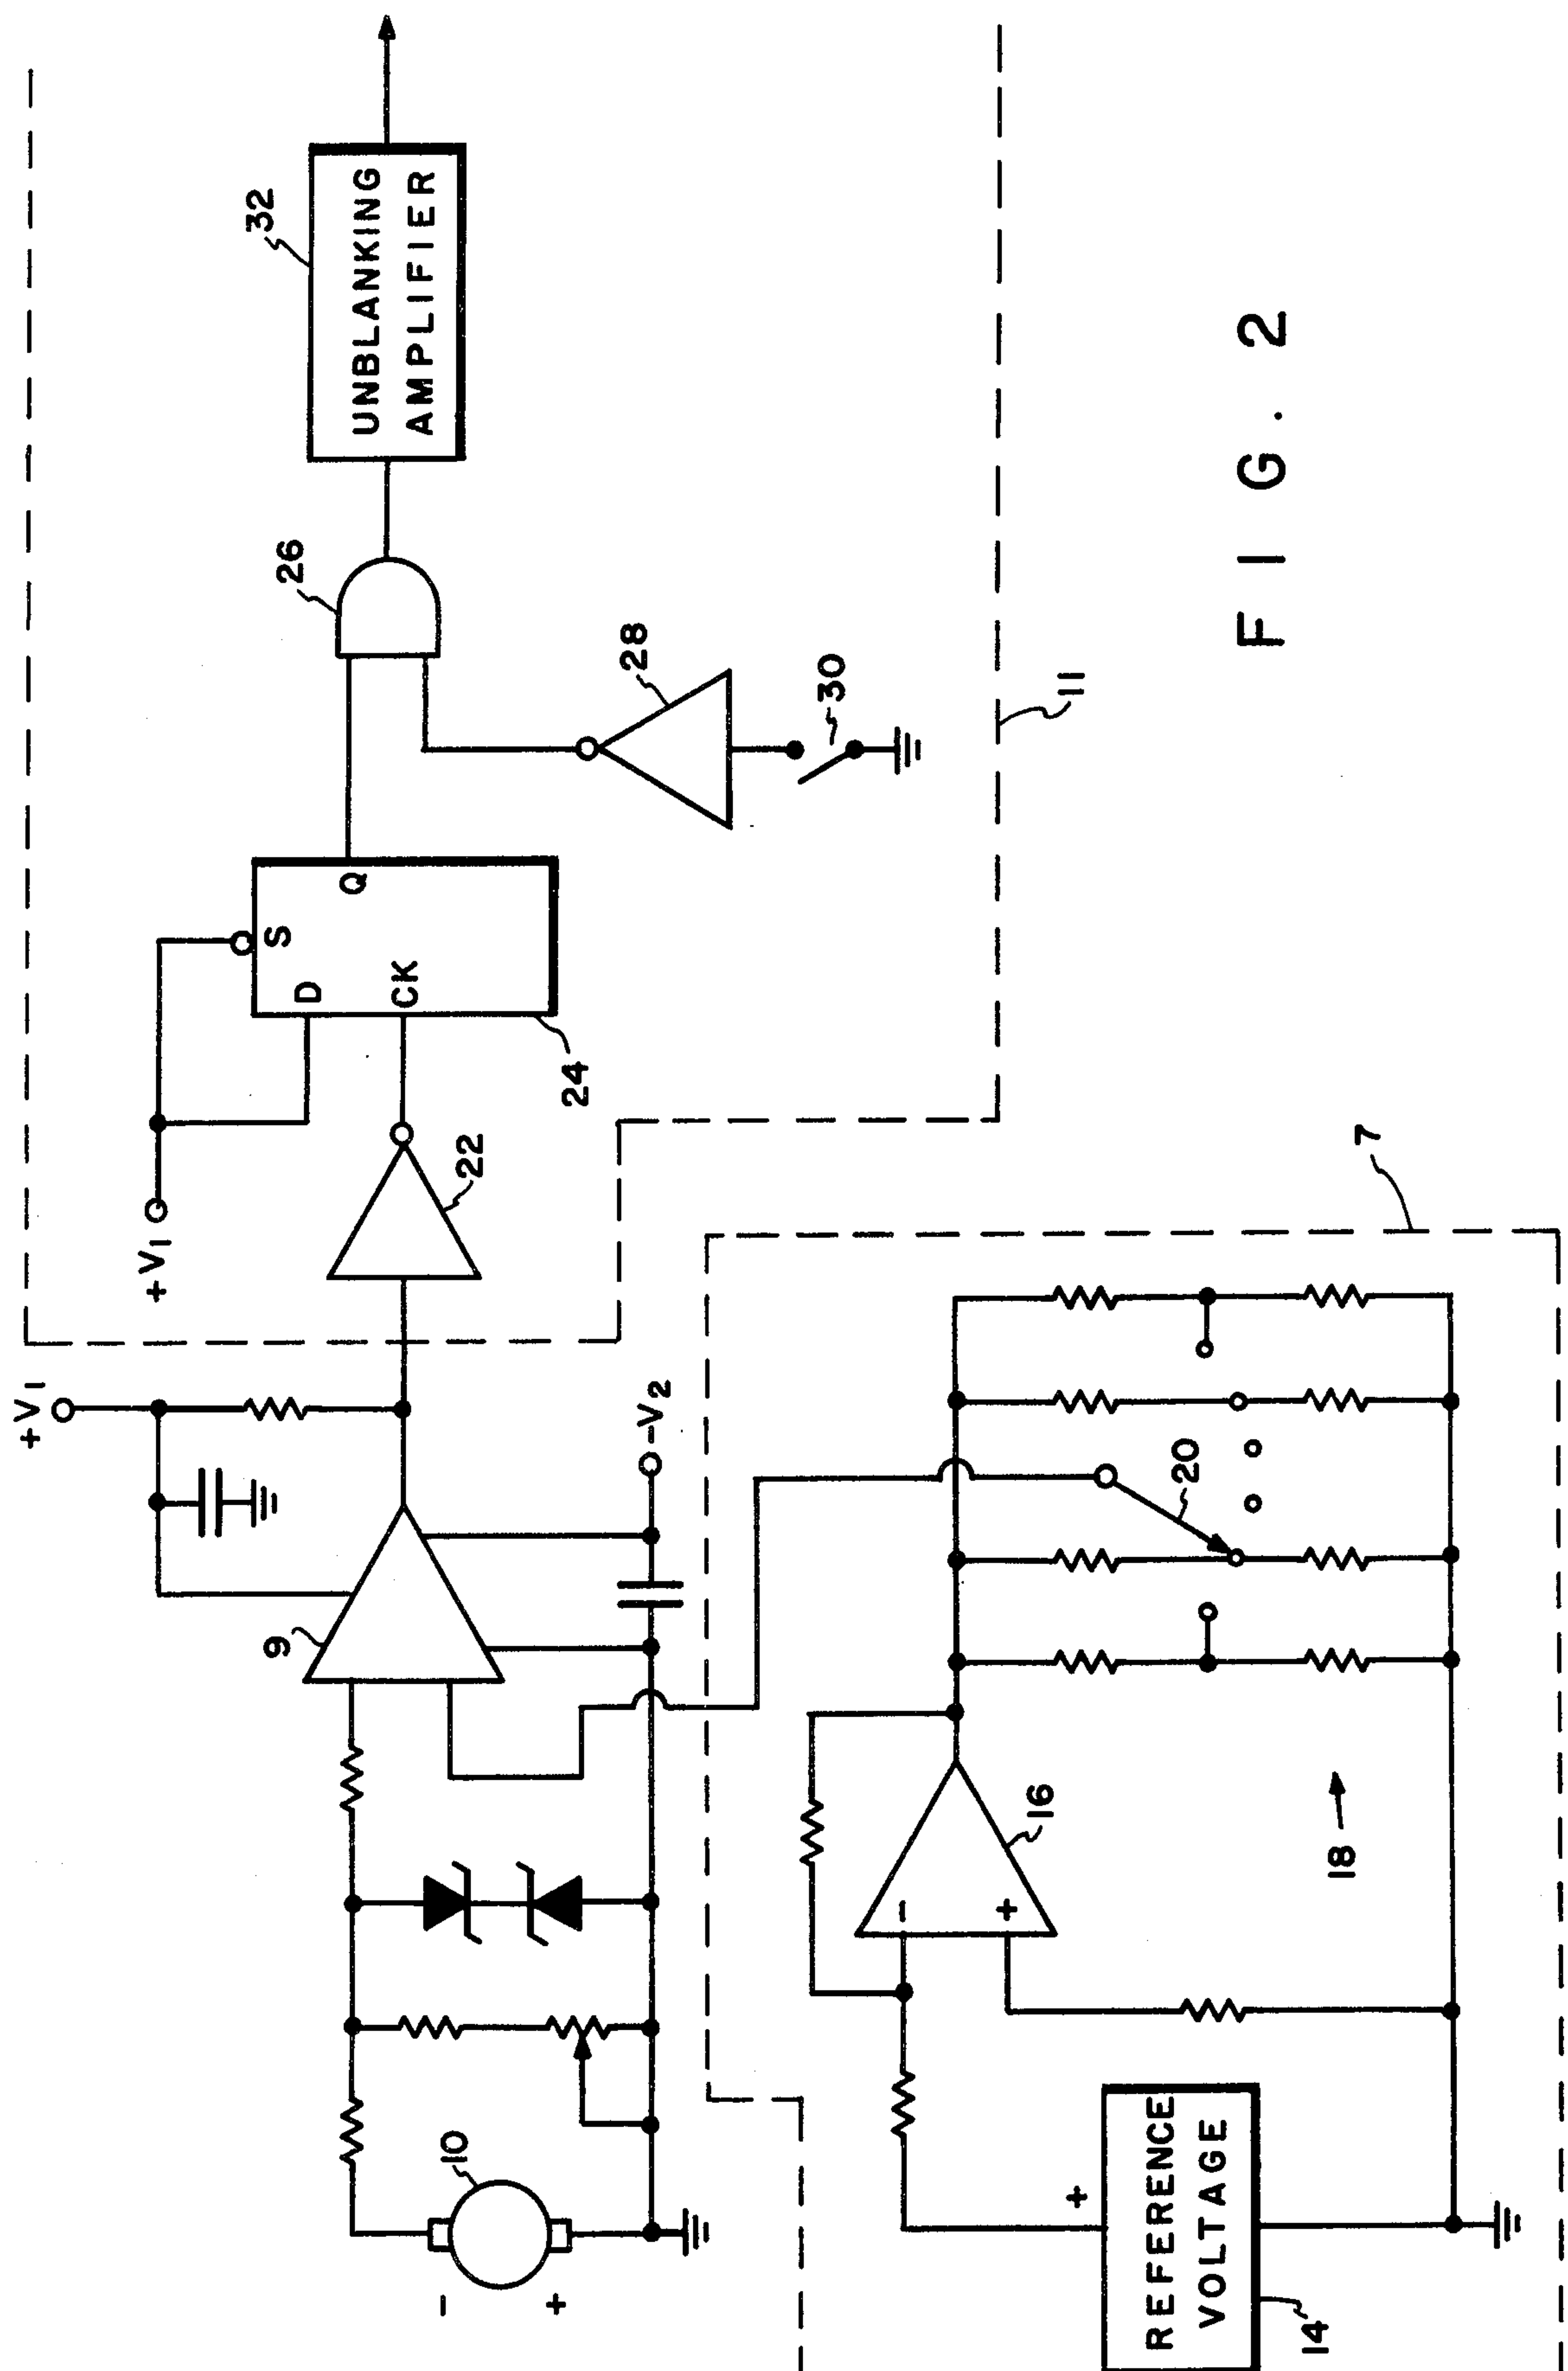 +V1
+V1
32
UNBLANKING
AMPLIFIER
26
S
D
Q
CK
24
22
28
30
11
9
-V2
10
-
+
7
20
16
-
+
18
+
REFERENCE
VOLTAGE
14
FIG. 2